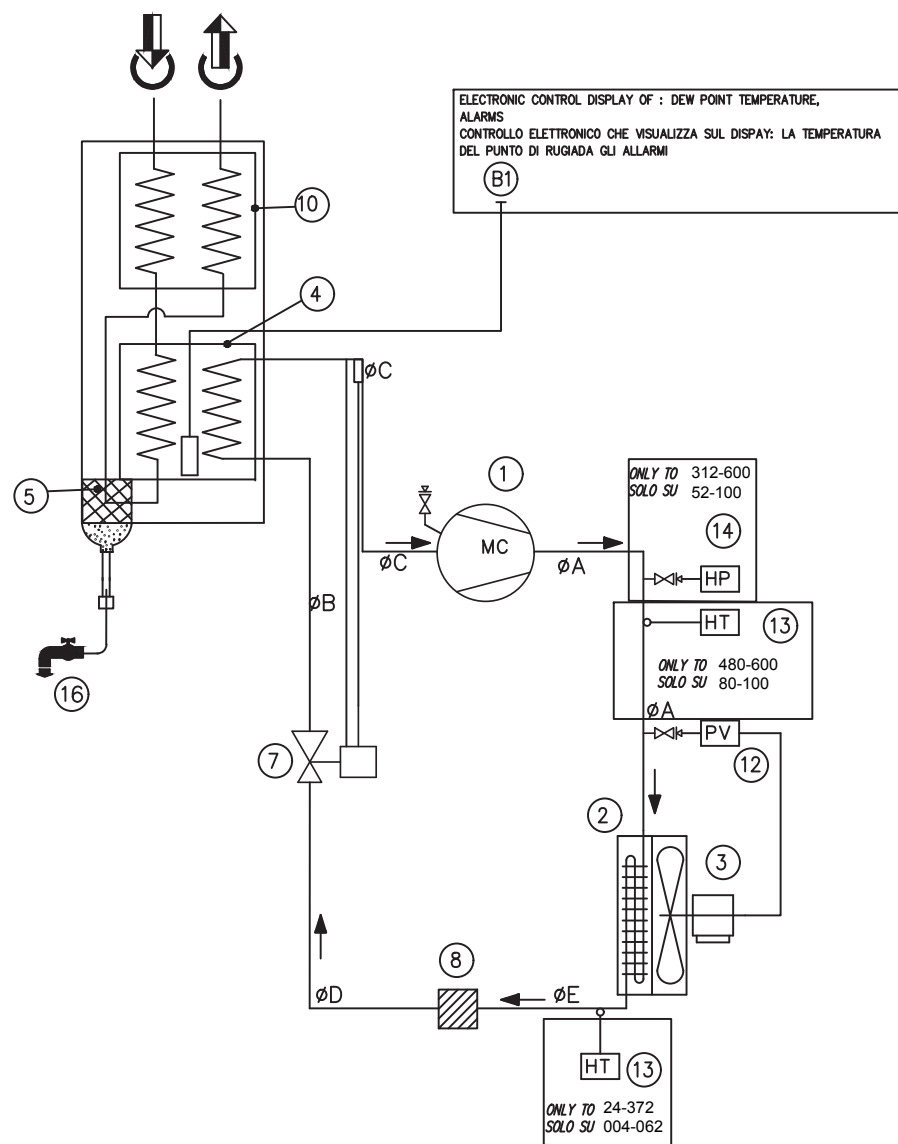 ELECTRONIC CONTROL DISPLAY OF : DEW POINT TEMPERATURE,
ALARMS
CONTROLLO ELETTRONICO CHE VISUALIZZA SUL DISPAY: LA TEMPERATURA
DEL PUNTO DI RUGIADA GLI ALLARMI
B1
10
4
øC
5
1
MC
øC
øA
ONLY TO 312-600
SOLO SU 52-100
14
HP
HT
13
ONLY TO 480-600
SOLO SU 80-100
øB
16
øA
PV
12
7
2
3
8
øD
øE
HT
13
ONLY TO 24-372
SOLO SU 004-062